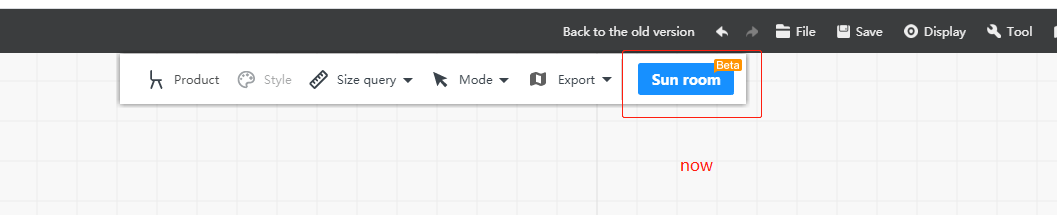 Back to the old version File Save Display Tool
Beta
Product Style Size query Mode Export Sun room
now